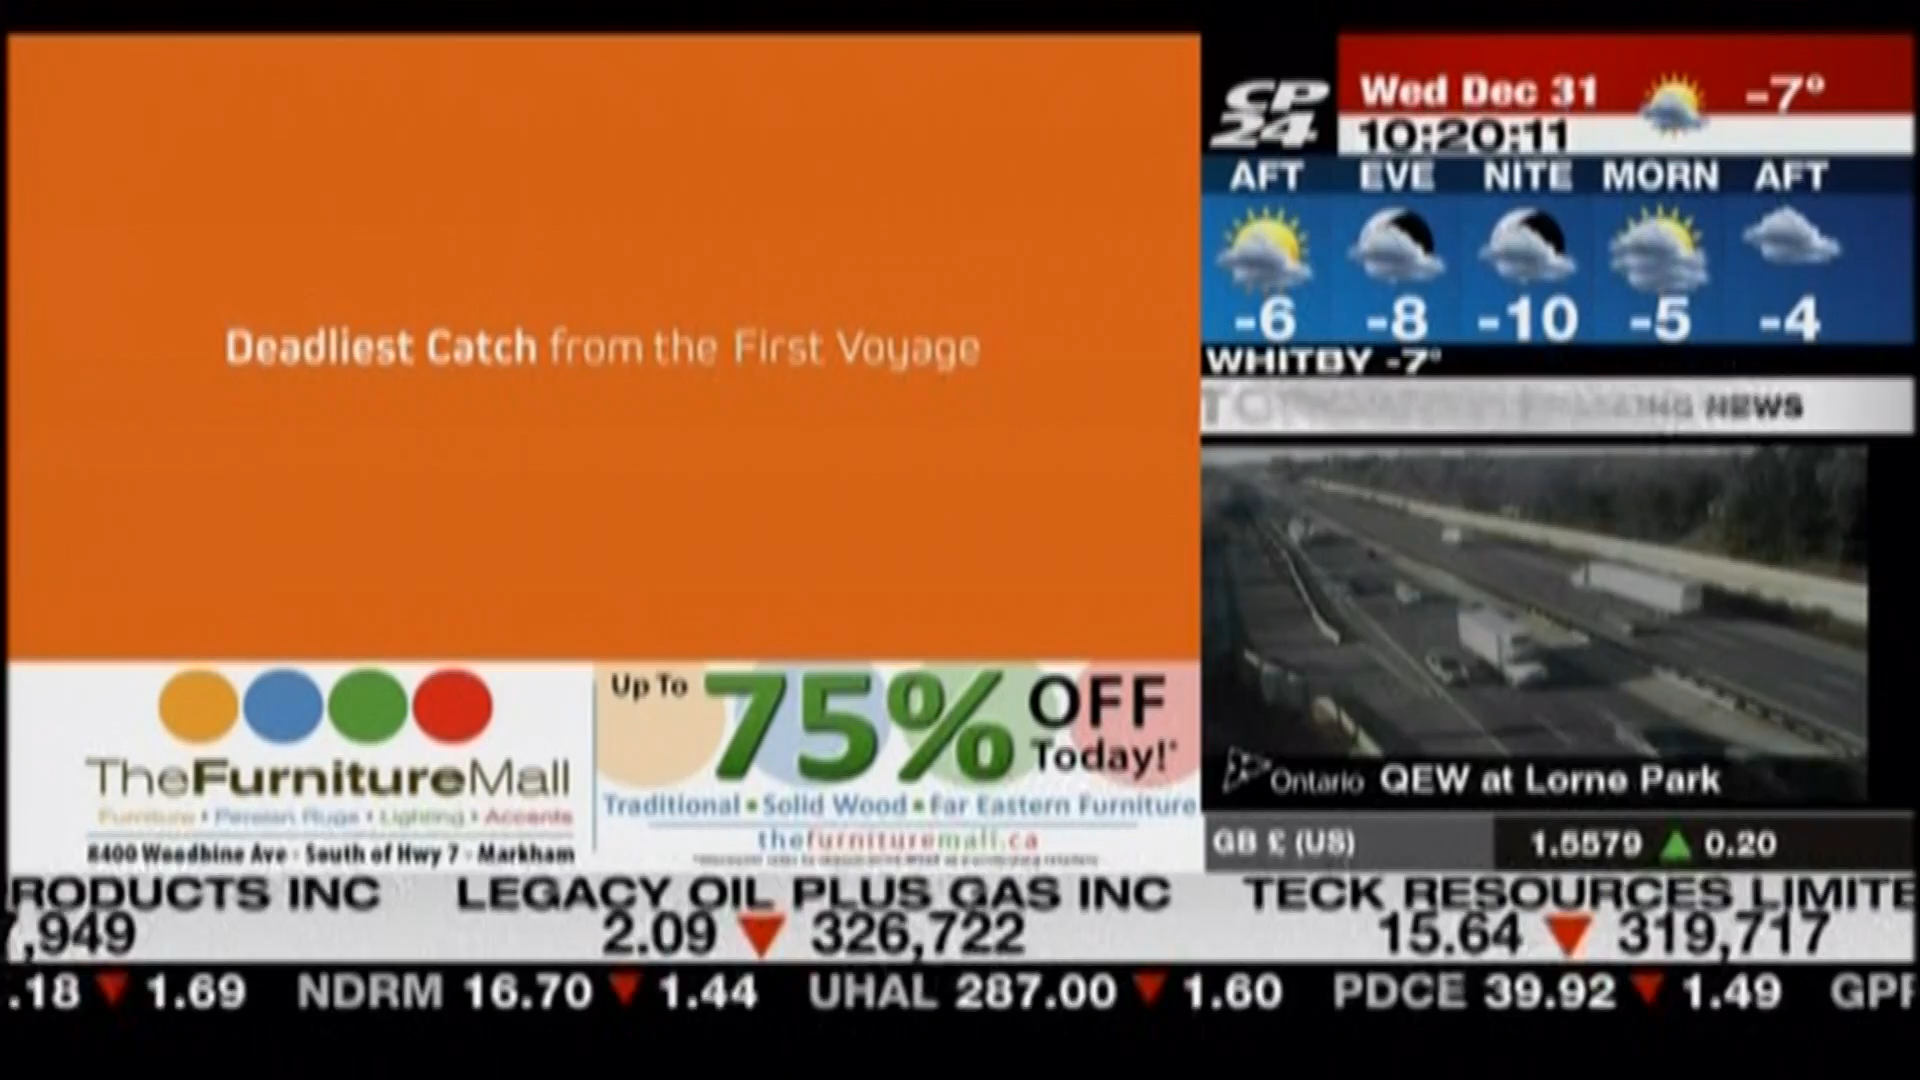 Deadliest Catch from the First Voyage
CP
24
Wed Dec 31
-7°
10:20:11
AFT EVE NITE MORN AFT
-6 -8 -10 -5 -4
WHITBY -7°
NEWS
Ontario QEW at Lorne Park
GB £ (US) 1.5579 0.20
TheFurnitureMall
Furniture • Persian Rugs • Lighting • Accents
8400 Woodbine Ave - South of Hwy 7 - Markham
Up To 75% OFF
Today!*
Traditional • Solid Wood • Far Eastern Furniture
thefurnituremall.ca
RODUCTS INC LEGACY OIL PLUS GAS INC TECK RESOURCES LIMITE
,949 2.09 326,722 15.64 319,717
.18 1.69 NDRM 16.70 1.44 UHAL 287.00 1.60 PDCE 39.92 1.49